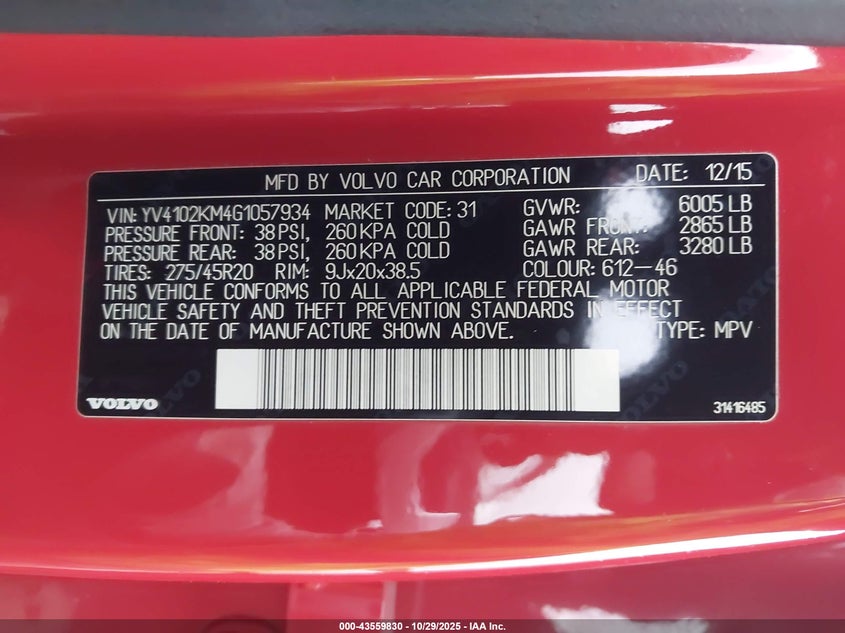 MFD BY VOLVO CAR CORPORATION DATE: 12/15
VIN: YV4102KM4G1057934 MARKET CODE: 31 GVWR: 6005 LB
PRESSURE FRONT: 38 PSI, 260 KPA COLD GAWR FRONT: 2865 LB
PRESSURE REAR: 38 PSI, 260 KPA COLD GAWR REAR: 3280 LB
TIRES: 275/45R20 RIM: 9Jx20x38.5 COLOUR: 612-46
THIS VEHICLE CONFORMS TO ALL APPLICABLE FEDERAL MOTOR
VEHICLE SAFETY AND THEFT PREVENTION STANDARDS IN EFFECT
ON THE DATE OF MANUFACTURE SHOWN ABOVE. TYPE: MPV
VOLVO 31416485
000-43559830 - 10/29/2025 - IAA Inc.